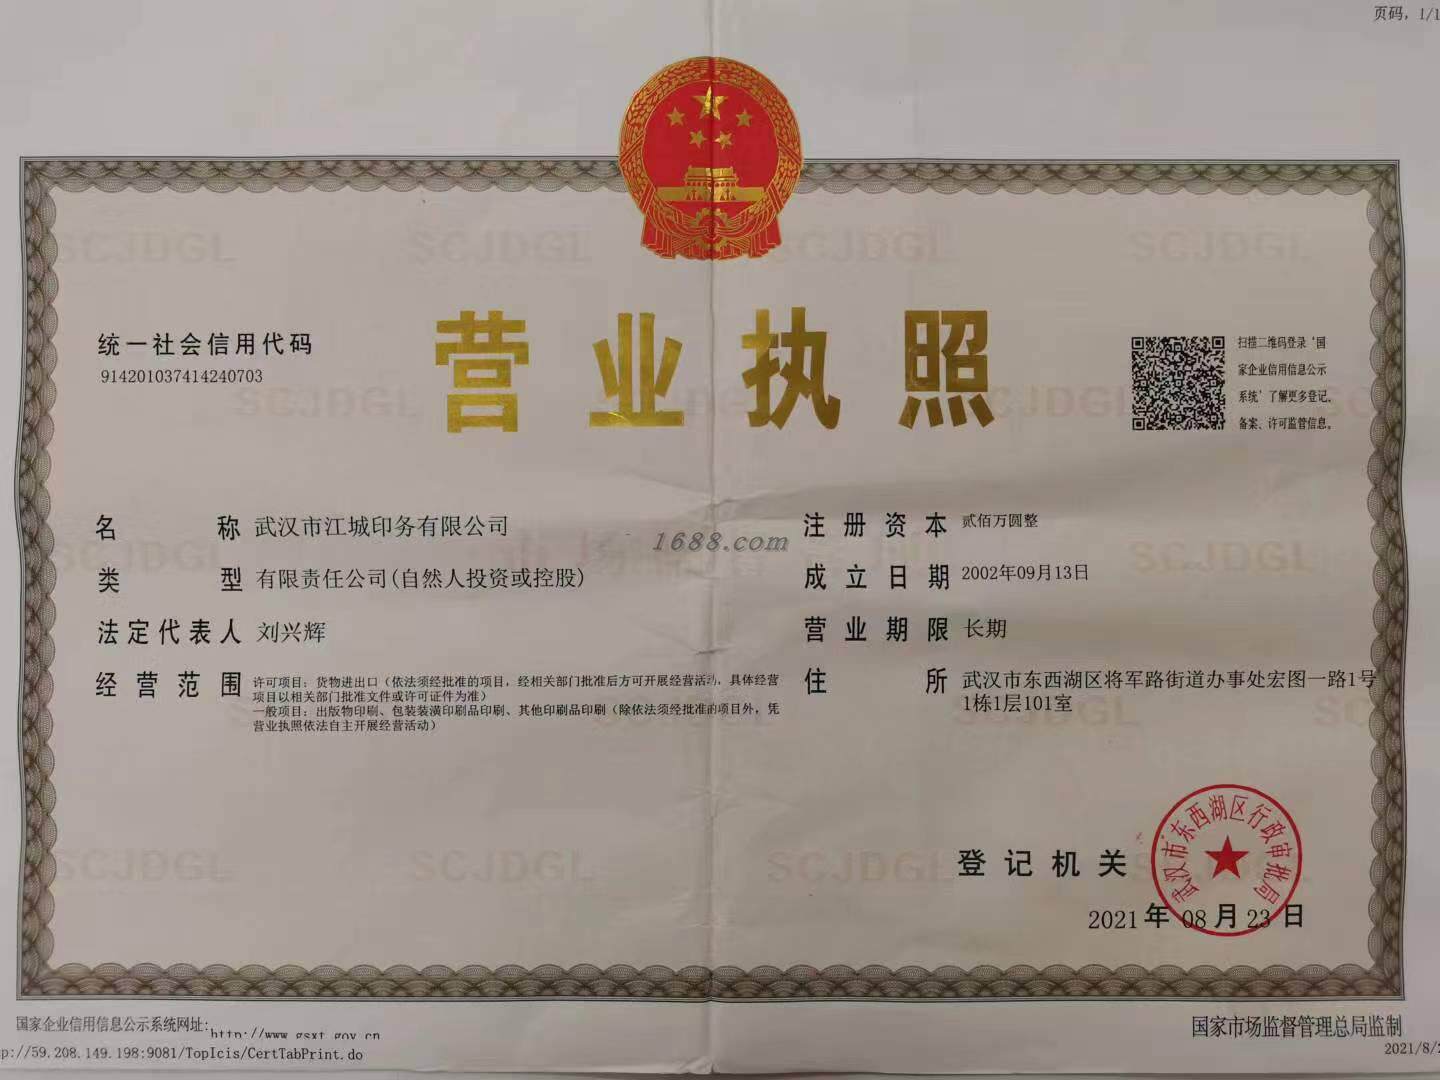 页码，1/1
统一社会信用代码
914201037414240703
营业执照
扫描二维码登录‘国
家企业信用信息公示
系统’了解更多登记、
备案、许可监管信息。
名称 武汉市江城印务有限公司
类型 有限责任公司(自然人投资或控股)
法定代表人 刘兴辉
经营范围 许可项目：货物进出口（依法须经批准的项目，经相关部门批准后方可开展经营活动，具体经营
项目以相关部门批准文件或许可证件为准）
一般项目：出版物印刷、包装装潢印刷品印刷、其他印刷品印刷（除依法须经批准的项目外，凭
营业执照依法自主开展经营活动）
1688.com
注册资本 贰佰万圆整
成立日期 2002年09月13日
营业期限 长期
住所 武汉市东西湖区将军路街道办事处宏图一路1号
1栋1层101室
登记机关
武汉市东西湖区行政审批局
2021年08月23日
国家企业信用信息公示系统网址:
http://www.gsxt.gov.cn
国家市场监督管理总局监制
p://59.208.149.198:9081/TopIcis/CertTabPrint.do
2021/8/2
SCJDGL
SCJDGL
SCJDGL
SCJDGL
SCJDGL
SCJDGL
SCJDGL
SCJDGL
SCJDGL
SCJDGL
SCJDGL